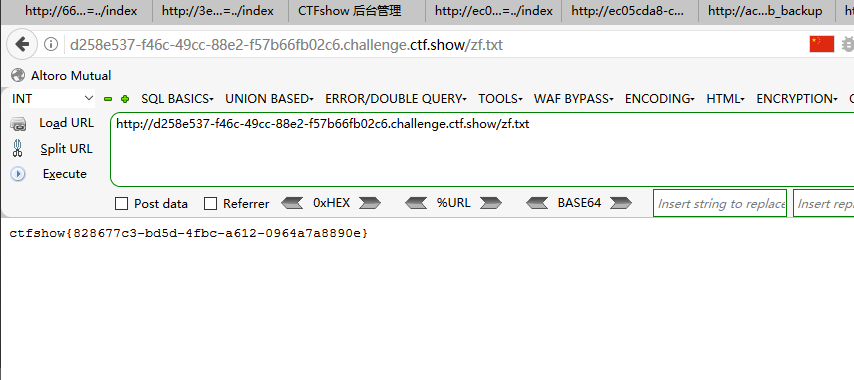 http://66...=../index http://3e...=../index CTFshow 后台管理 http://ec0...=../index http://ec05cda8-c... http://ac...b_backup
d258e537-f46c-49cc-88e2-f57b66fb02c6.challenge.ctf.show/zf.txt
Altoro Mutual
INT SQL BASICS UNION BASED ERROR/DOUBLE QUERY TOOLS WAF BYPASS ENCODING HTML ENCRYPTION
Load URL http://d258e537-f46c-49cc-88e2-f57b66fb02c6.challenge.ctf.show/zf.txt
Split URL
Execute
Post data Referrer 0xHEX %URL BASE64 Insert string to replace Insert repl
ctfshow{828677c3-bd5d-4fbc-a612-0964a7a8890e}